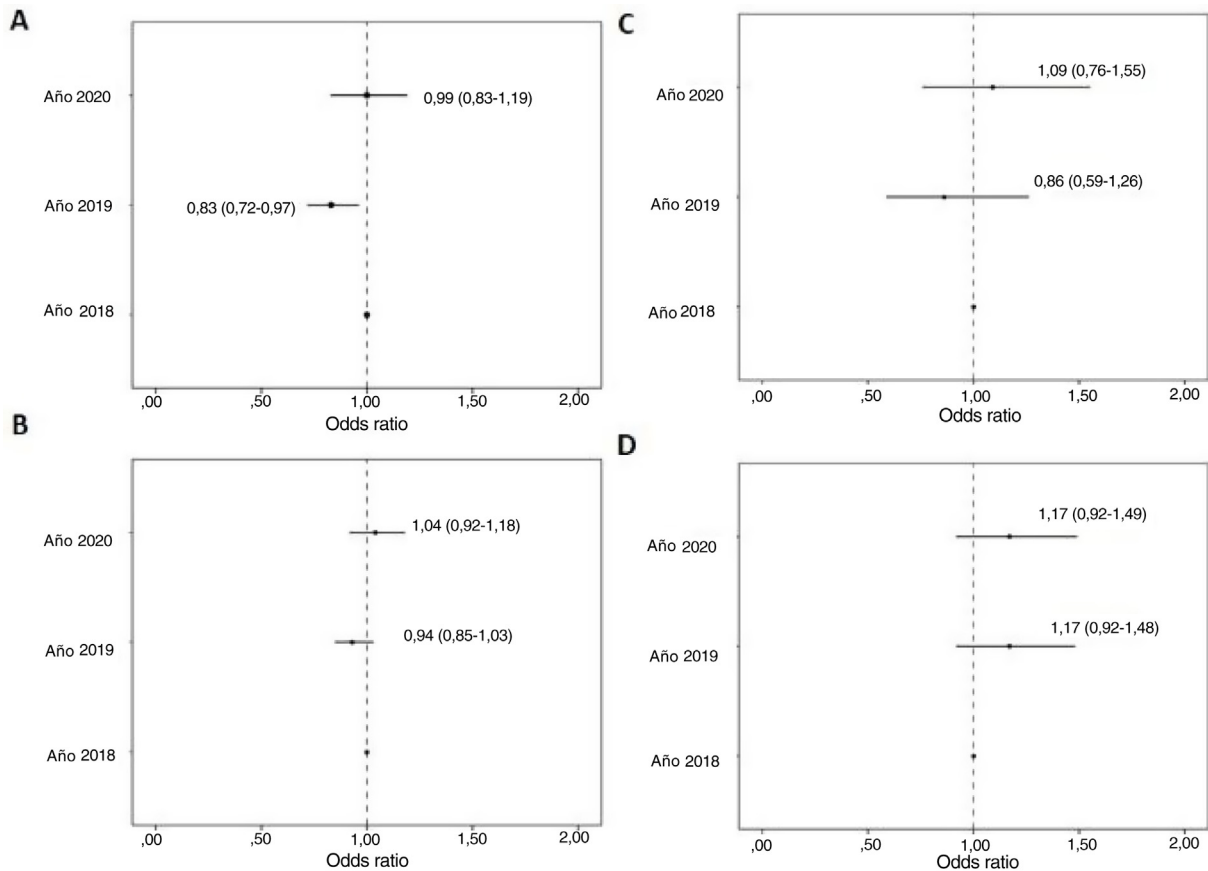 A
Año 2020
0,99 (0,83-1,19)
Año 2019
0,83 (0,72-0,97)
Año 2018
,00 ,50 1,00 1,50 2,00
Odds ratio
B
Año 2020
1,04 (0,92-1,18)
Año 2019
0,94 (0,85-1,03)
Año 2018
,00 ,50 1,00 1,50 2,00
Odds ratio
C
Año 2020
1,09 (0,76-1,55)
Año 2019
0,86 (0,59-1,26)
Año 2018
,00 ,50 1,00 1,50 2,00
Odds ratio
D
Año 2020
1,17 (0,92-1,49)
Año 2019
1,17 (0,92-1,48)
Año 2018
,00 ,50 1,00 1,50 2,00
Odds ratio